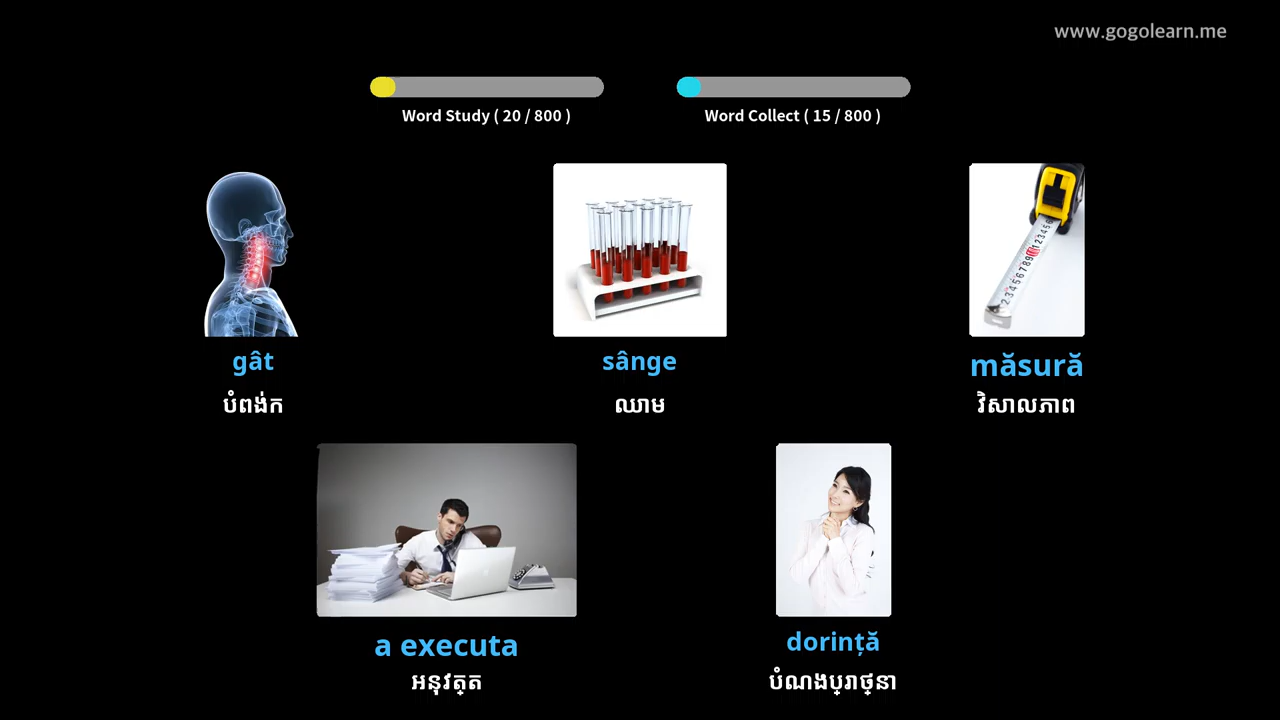 www.gogolearn.me
Word Study ( 20 / 800 )
Word Collect ( 15 / 800 )
gât
sânge
măsură
បំពង់ក
ឈាម
វិសាលភាព
a executa
dorință
អនុវត្ត
បំណងប្រាថ្នា